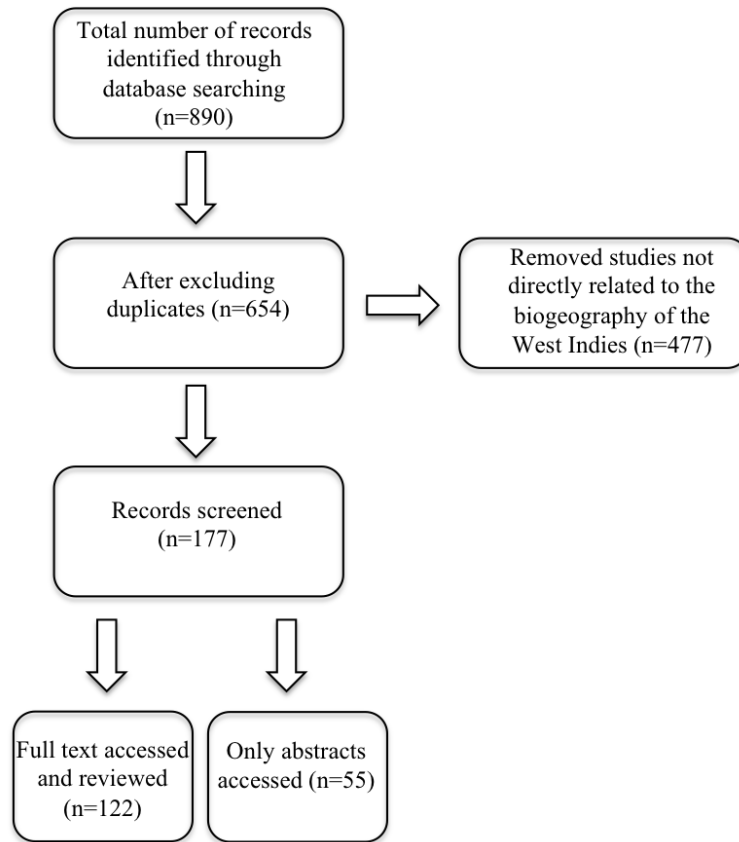 Total number of records
identified through
database searching
(n=890)
After excluding
duplicates (n=654)
Removed studies not
directly related to the
biogeography of the
West Indies (n=477)
Records screened
(n=177)
Full text accessed
and reviewed
(n=122)
Only abstracts
accessed (n=55)